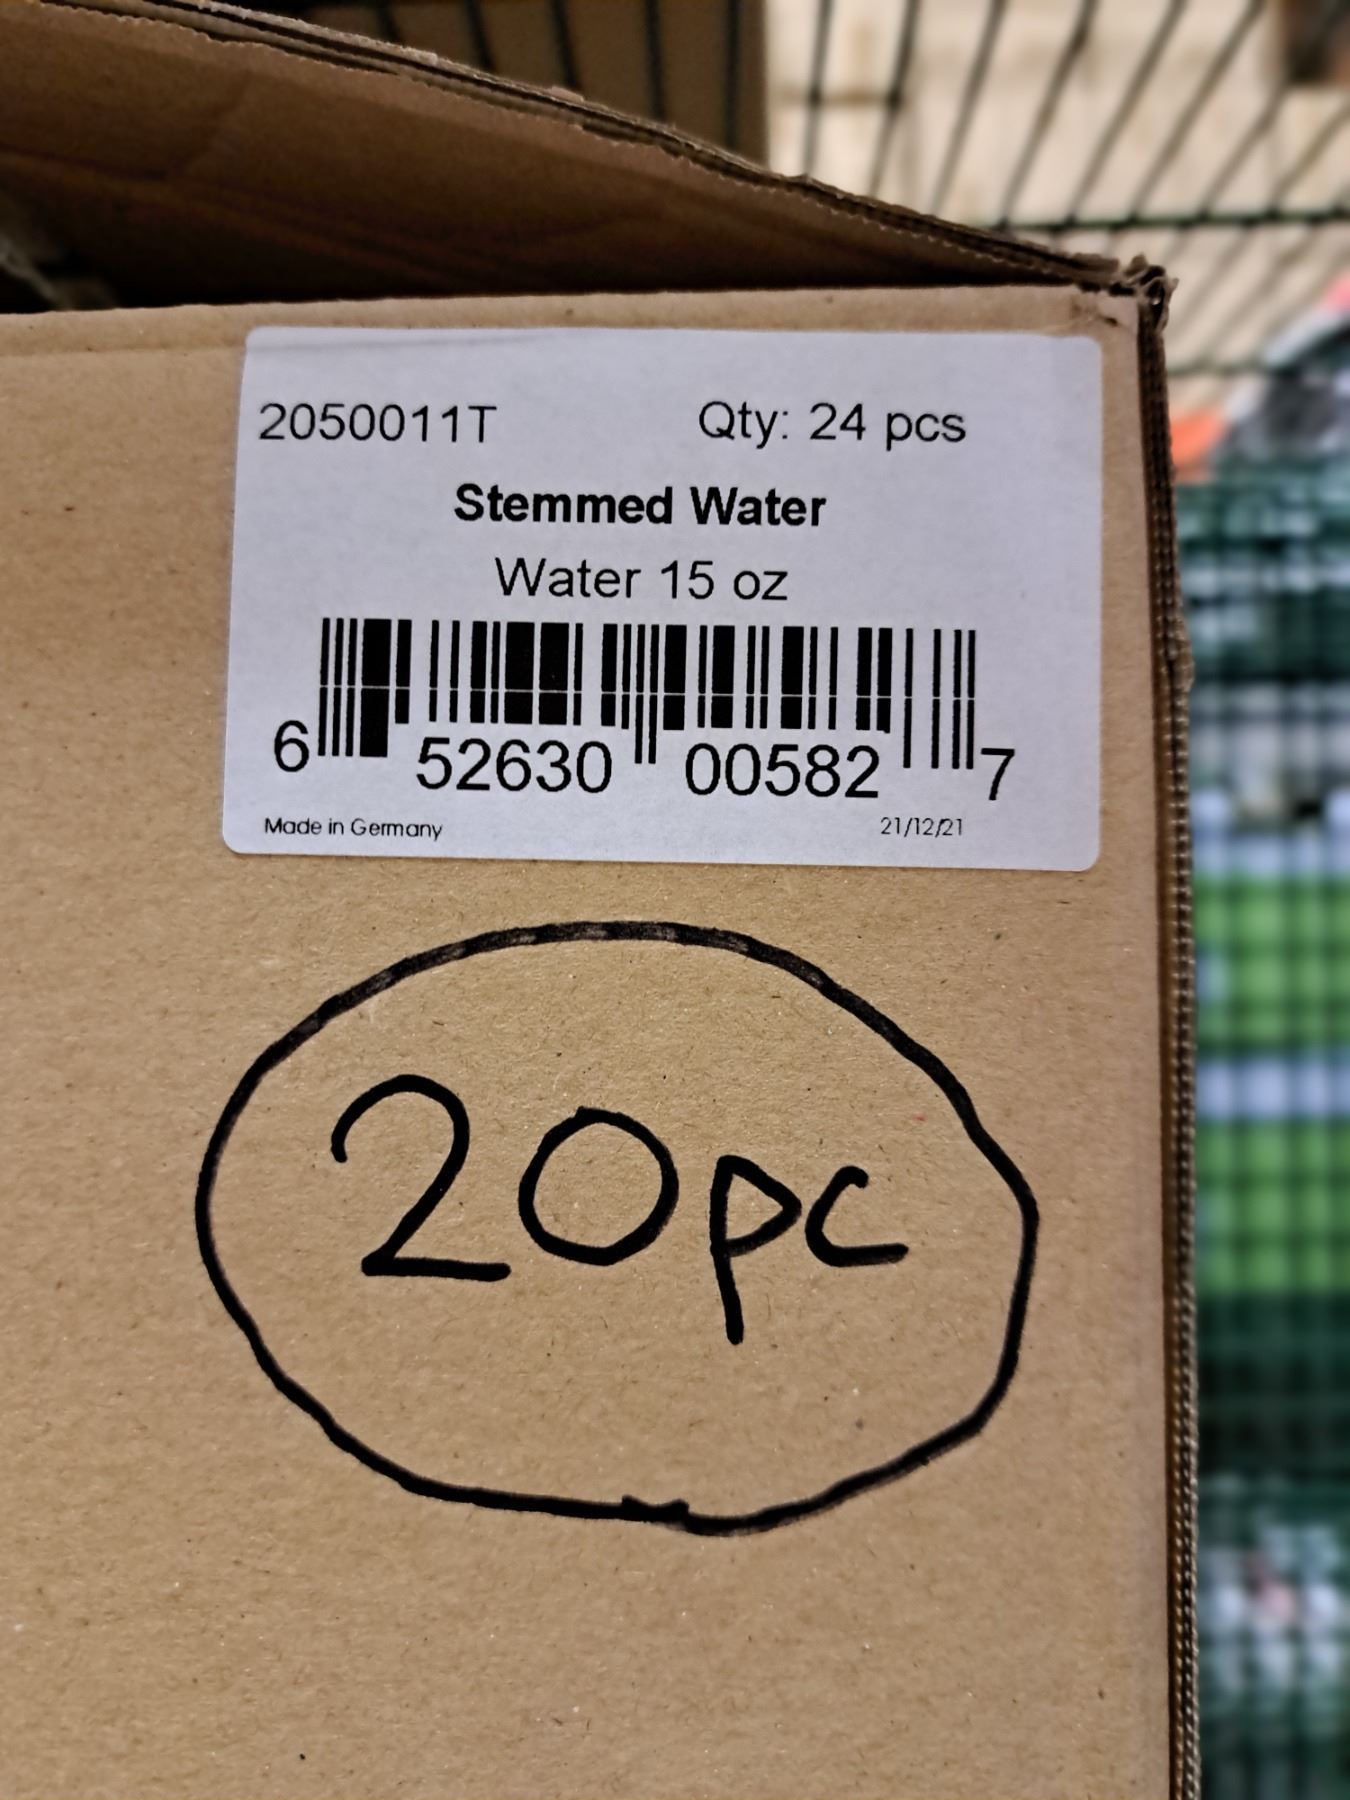 2050011T Qty: 24 pcs
Stemmed Water
Water 15 oz
6 52630 00582 7
Made in Germany 21/12/21
20pc